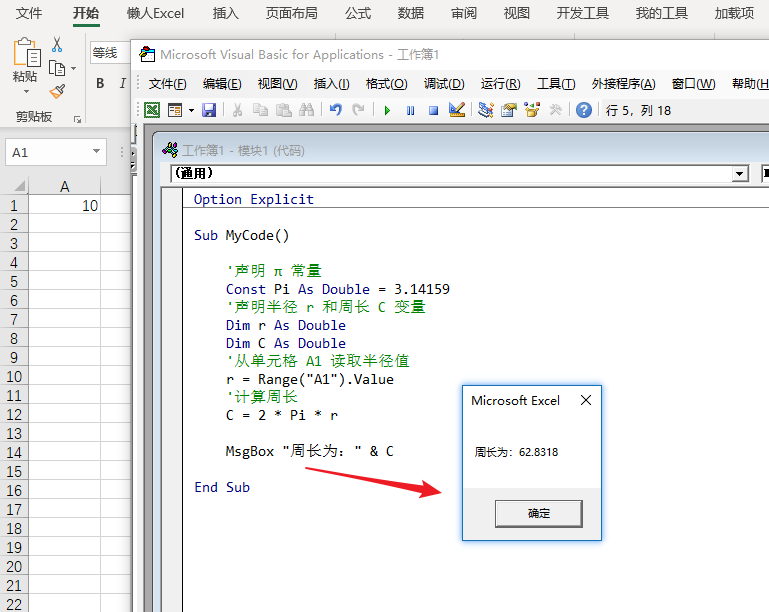 文件 开始 懒人Excel 插入 页面布局 公式 数据 审阅 视图 开发工具 我的工具 加载项
粘贴
剪贴板
等线
B I
A1
A
1 10
2
3
4
5
6
7
8
9
10
11
12
13
14
15
16
17
18
19
20
21
22
Microsoft Visual Basic for Applications - 工作簿1
文件(F) 编辑(E) 视图(V) 插入(I) 格式(O) 调试(D) 运行(R) 工具(T) 外接程序(A) 窗口(W) 帮助(H
行 5，列 18
工作簿1 - 模块1 (代码)
(通用)
Option Explicit
Sub MyCode()
'声明 π 常量
Const Pi As Double = 3.14159
'声明半径 r 和周长 C 变量
Dim r As Double
Dim C As Double
'从单元格 A1 读取半径值
r = Range("A1").Value
'计算周长
C = 2 * Pi * r
MsgBox "周长为：" & C
End Sub
Microsoft Excel
周长为：62.8318
确定